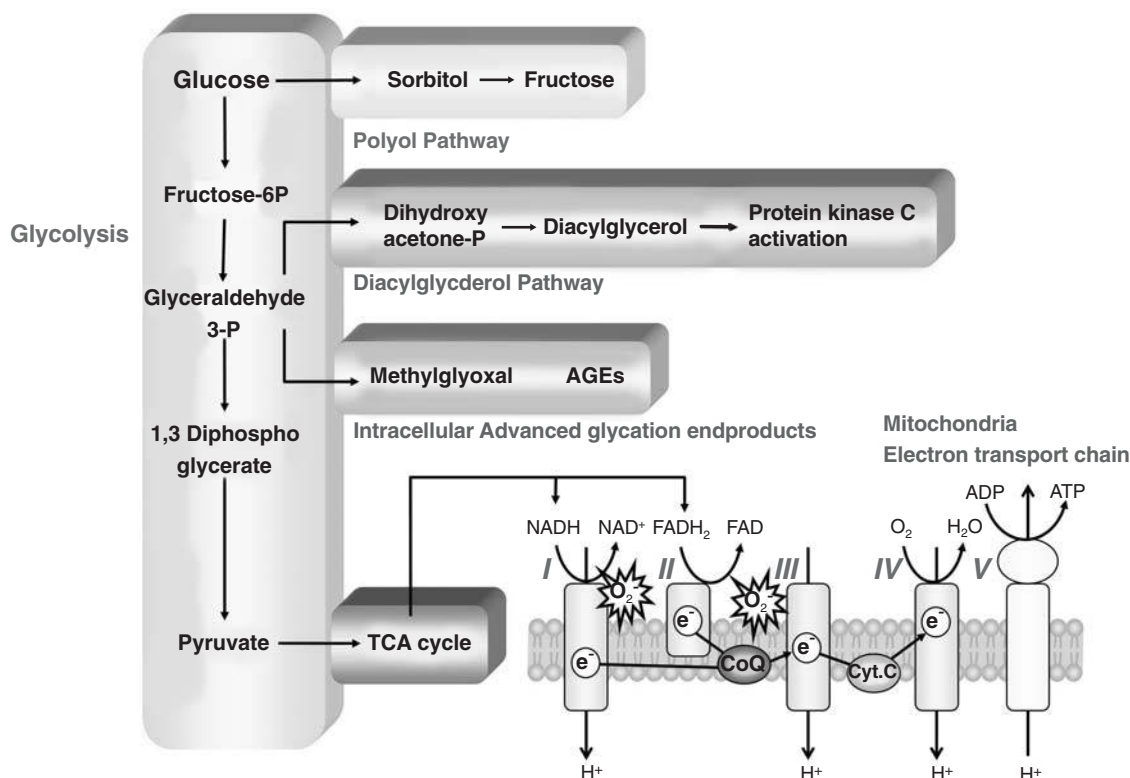 Glucose
Sorbitol
Fructose
Polyol Pathway
Fructose-6P
Glycolysis
Dihydroxy
acetone-P
Diacylglycerol
Protein kinase C
activation
Diacylglycderol Pathway
Glyceraldehyde
3-P
Methylglyoxal
AGEs
Intracellular Advanced glycation endproducts
1,3 Diphospho
glycerate
Pyruvate
TCA cycle
Mitochondria
Electron transport chain
NADH
NAD⁺
FADH₂
FAD
O₂
H₂O
ADP
ATP
I
II
III
IV
V
O₂⁻
O₂⁻
e⁻
e⁻
e⁻
e⁻
CoQ
Cyt.C
H⁺
H⁺
H⁺
H⁺